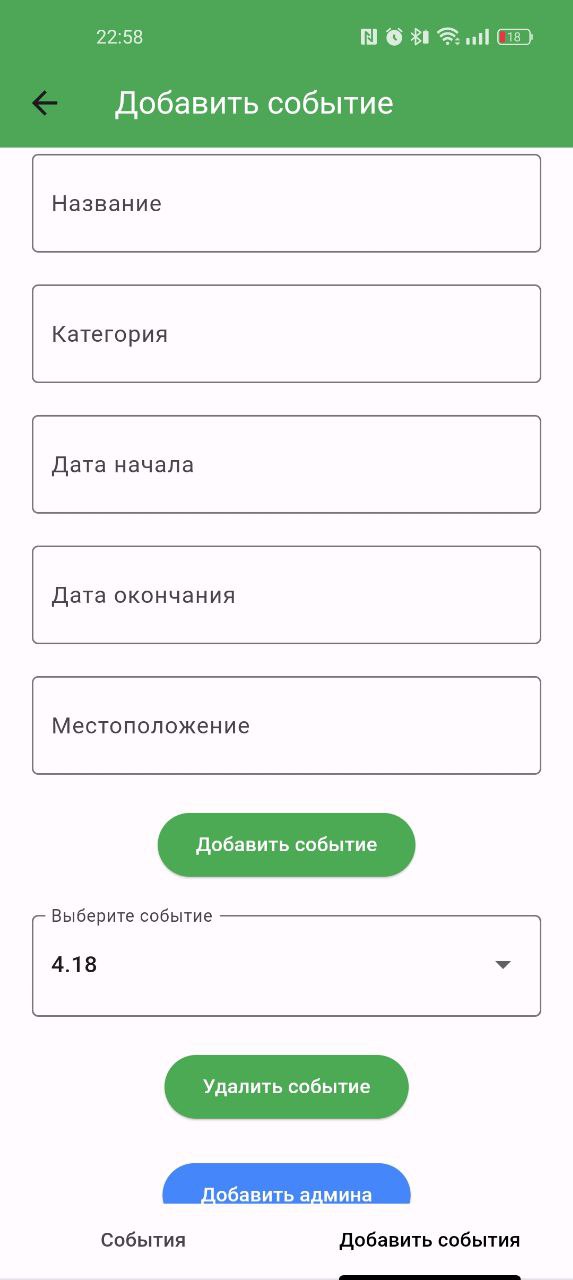 22:58
18
Добавить событие
Название
Категория
Дата начала
Дата окончания
Местоположение
Добавить событие
Выберите событие
4.18
Удалить событие
Добавить админа
События
Добавить события